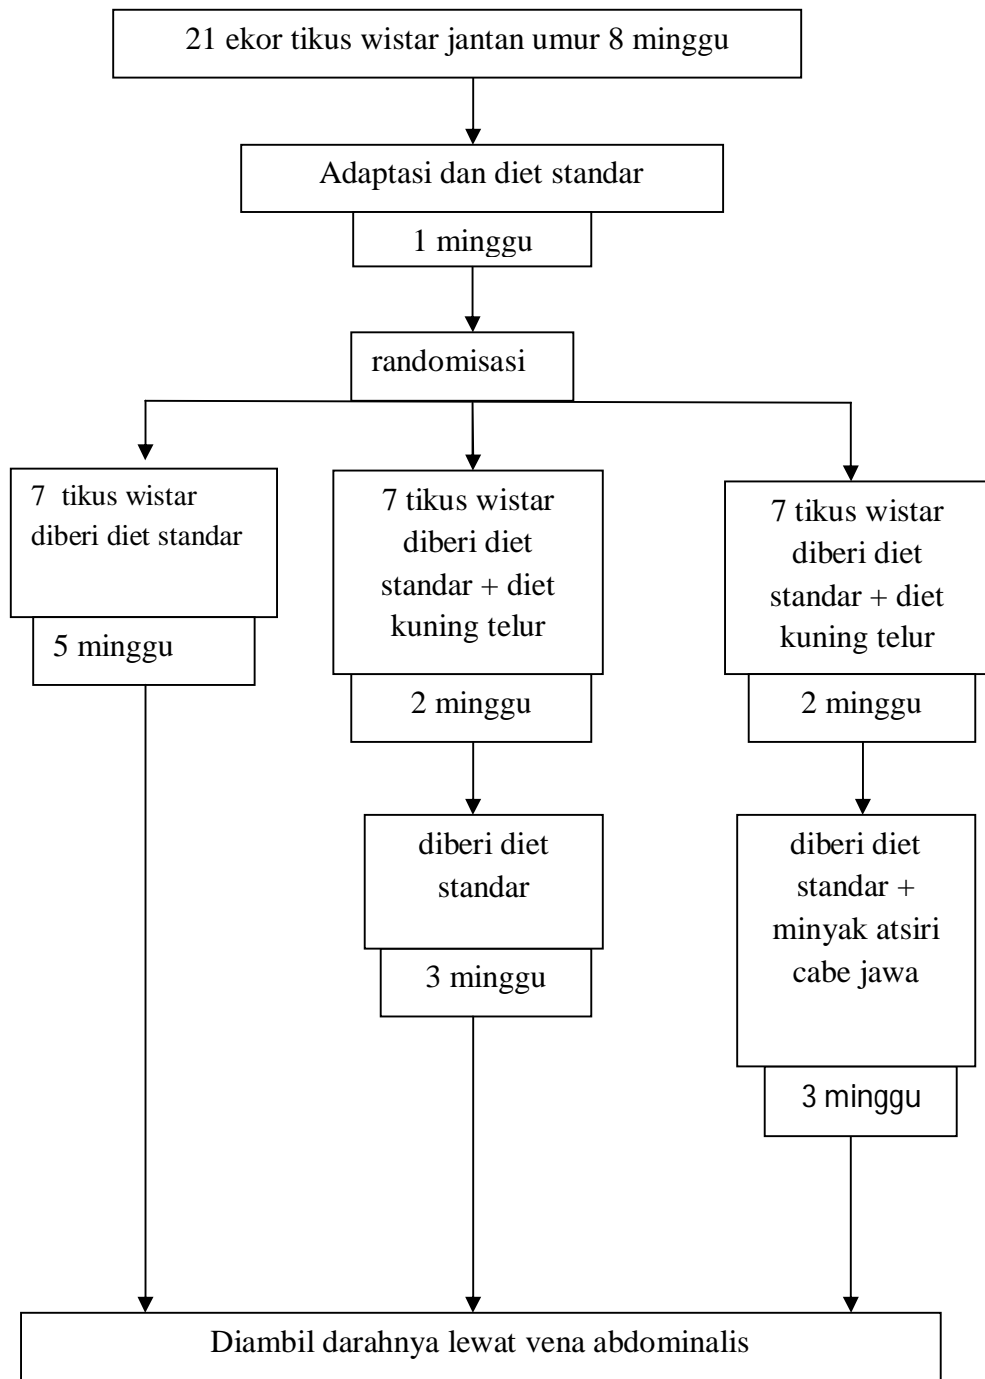 21 ekor tikus wistar jantan umur 8 minggu
Adaptasi dan diet standar
1 minggu
randomisasi
7 tikus wistar
diberi diet standar
5 minggu
7 tikus wistar
diberi diet
standar + diet
kuning telur
2 minggu
diberi diet
standar
3 minggu
7 tikus wistar
diberi diet
standar + diet
kuning telur
2 minggu
diberi diet
standar +
minyak atsiri
cabe jawa
3 minggu
Diambil darahnya lewat vena abdominalis